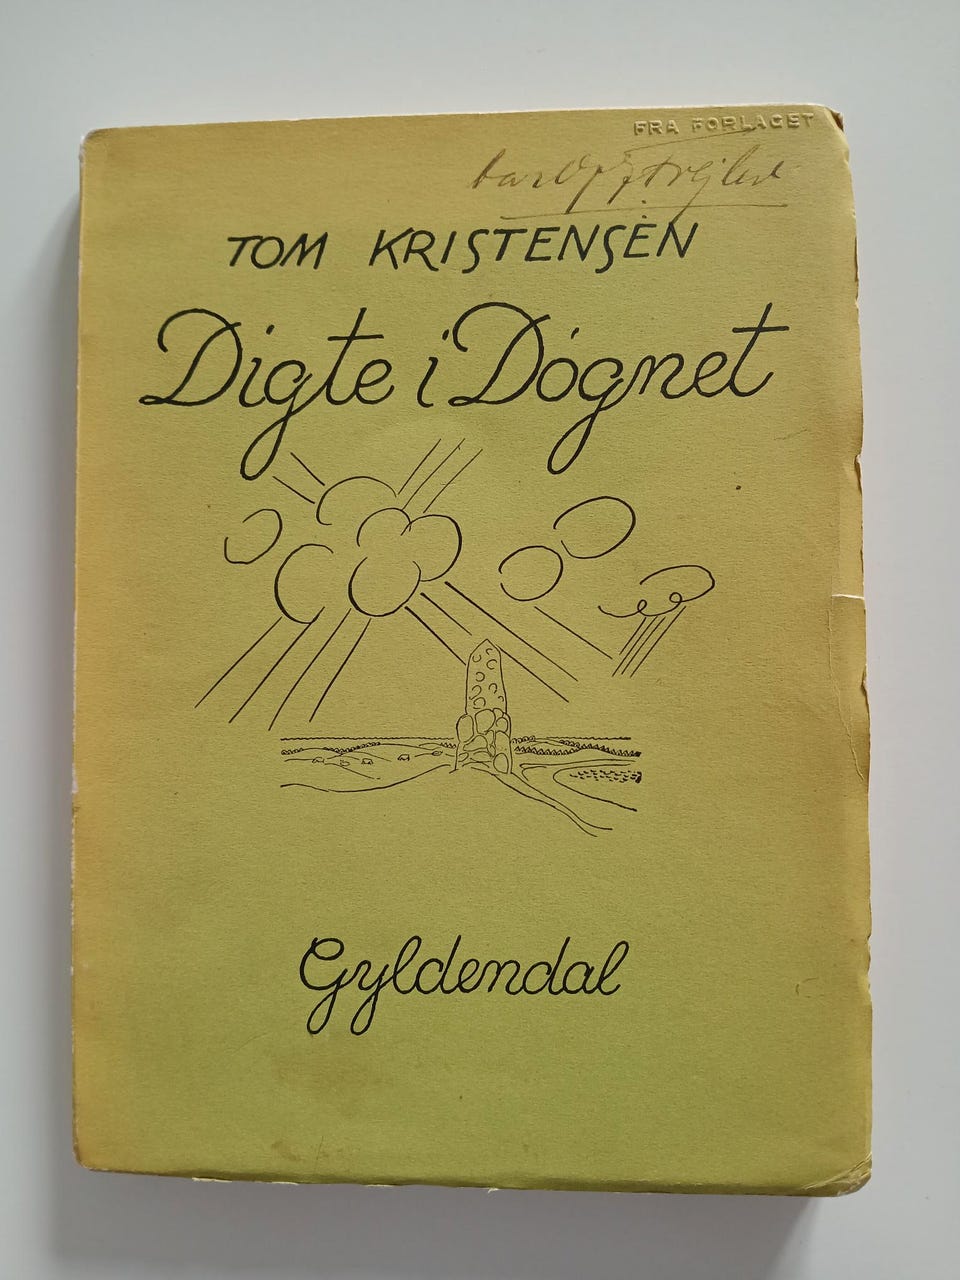 FRA FORLAGET
TOM KRISTENSEN
Digte i Døgnet
Gyldendal